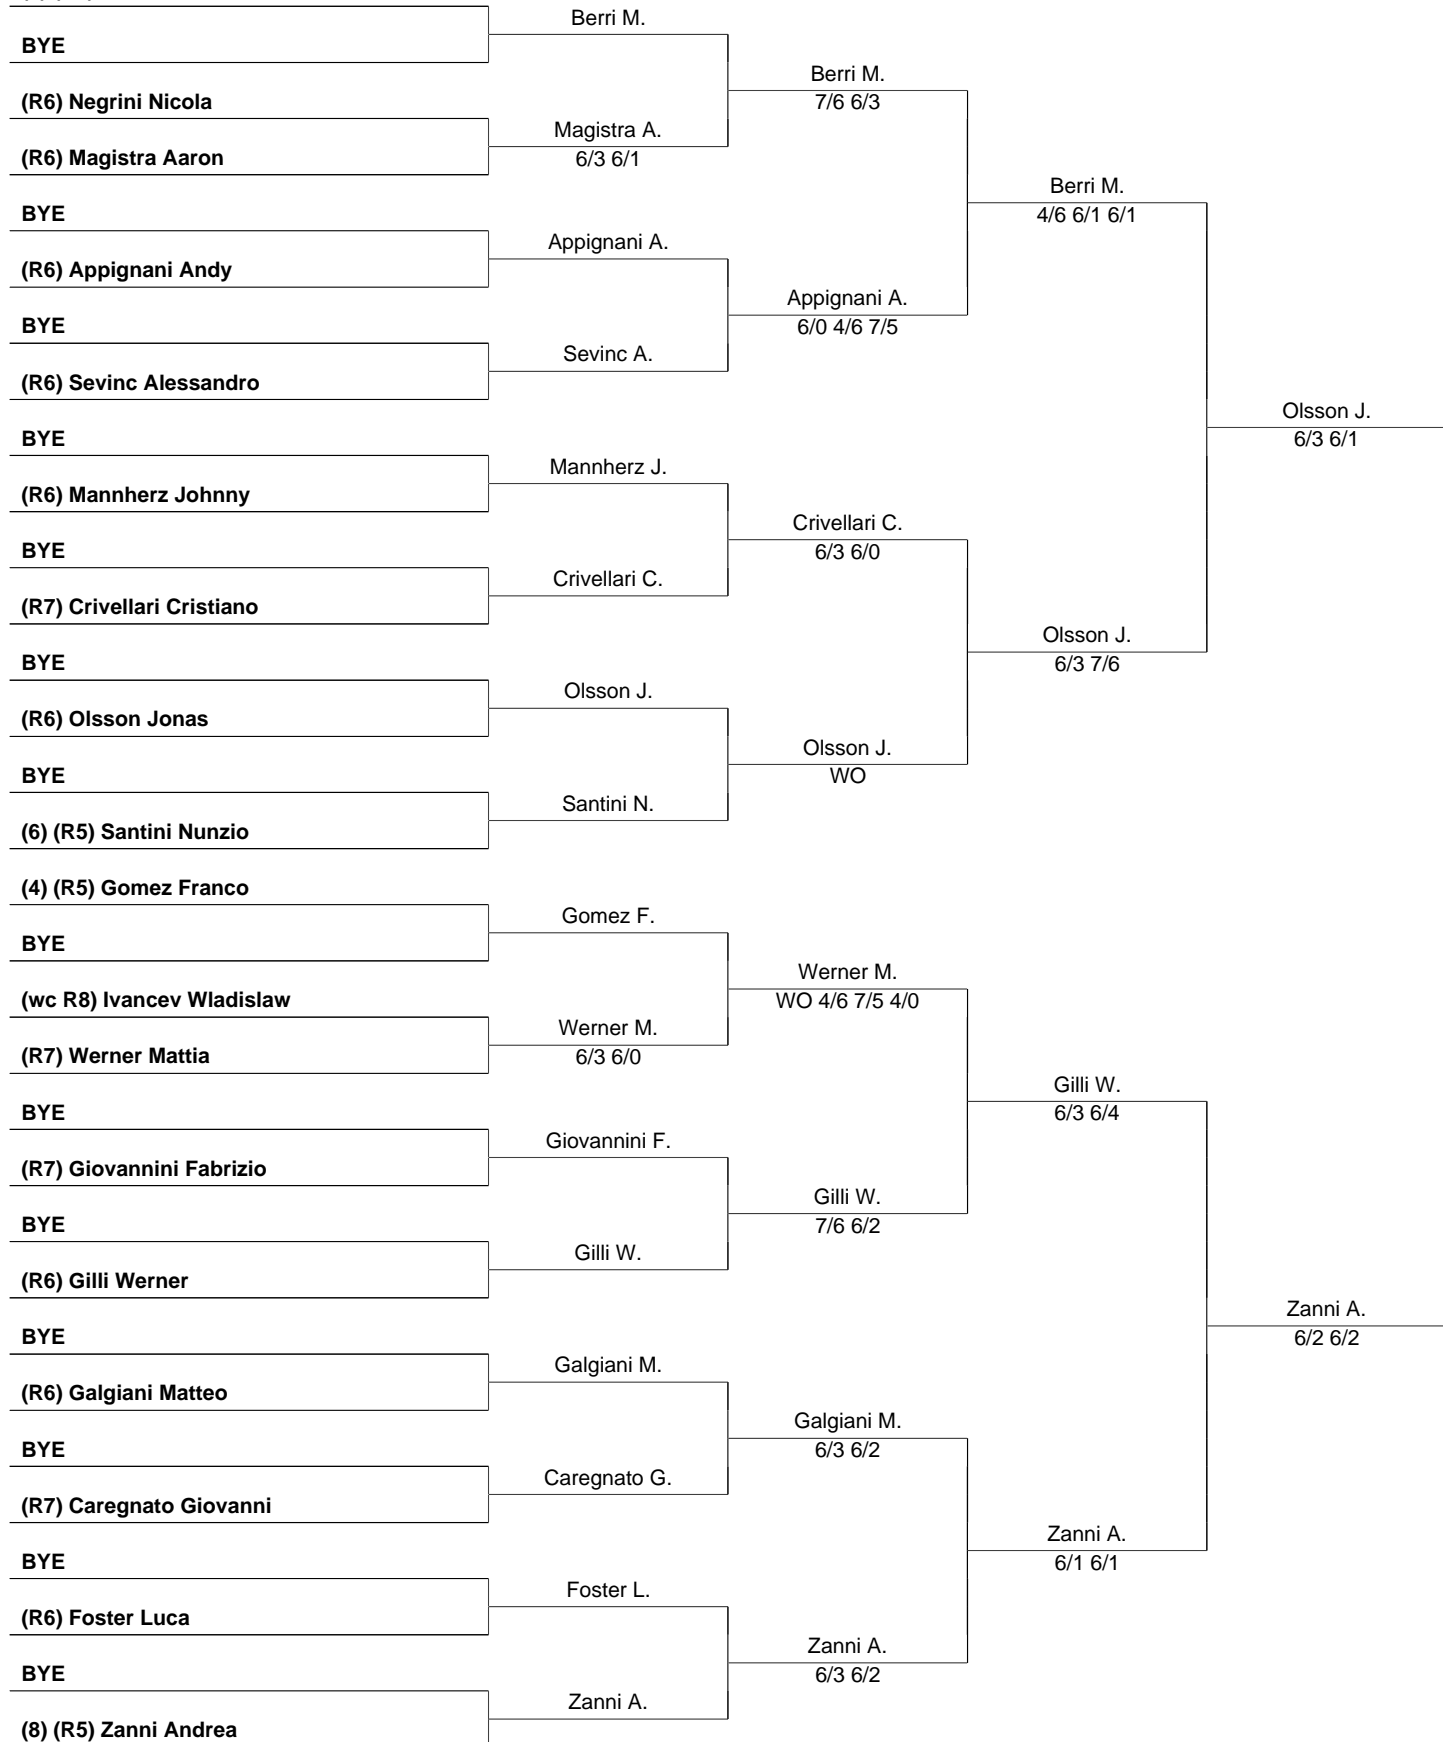 BYE
(R6) Negrini Nicola
(R6) Magistra Aaron
BYE
(R6) Appignani Andy
BYE
(R6) Sevinc Alessandro
BYE
(R6) Mannherz Johnny
BYE
(R7) Crivellari Cristiano
BYE
(R6) Olsson Jonas
BYE
(6) (R5) Santini Nunzio
(4) (R5) Gomez Franco
BYE
(wc R8) Ivancev Wladislaw
(R7) Werner Mattia
BYE
(R7) Giovannini Fabrizio
BYE
(R6) Gilli Werner
BYE
(R6) Galgiani Matteo
BYE
(R7) Caregnato Giovanni
BYE
(R6) Foster Luca
BYE
(8) (R5) Zanni Andrea
Berri M.
Magistra A.
6/3 6/1
Appignani A.
Sevinc A.
Mannherz J.
Crivellari C.
Olsson J.
Santini N.
Gomez F.
Werner M.
6/3 6/0
Giovannini F.
Gilli W.
Galgiani M.
Caregnato G.
Foster L.
Zanni A.
Berri M.
7/6 6/3
Appignani A.
6/0 4/6 7/5
Crivellari C.
6/3 6/0
Olsson J.
WO
Werner M.
WO 4/6 7/5 4/0
Gilli W.
7/6 6/2
Galgiani M.
6/3 6/2
Zanni A.
6/3 6/2
Berri M.
4/6 6/1 6/1
Olsson J.
6/3 7/6
Gilli W.
6/3 6/4
Zanni A.
6/1 6/1
Olsson J.
6/3 6/1
Zanni A.
6/2 6/2